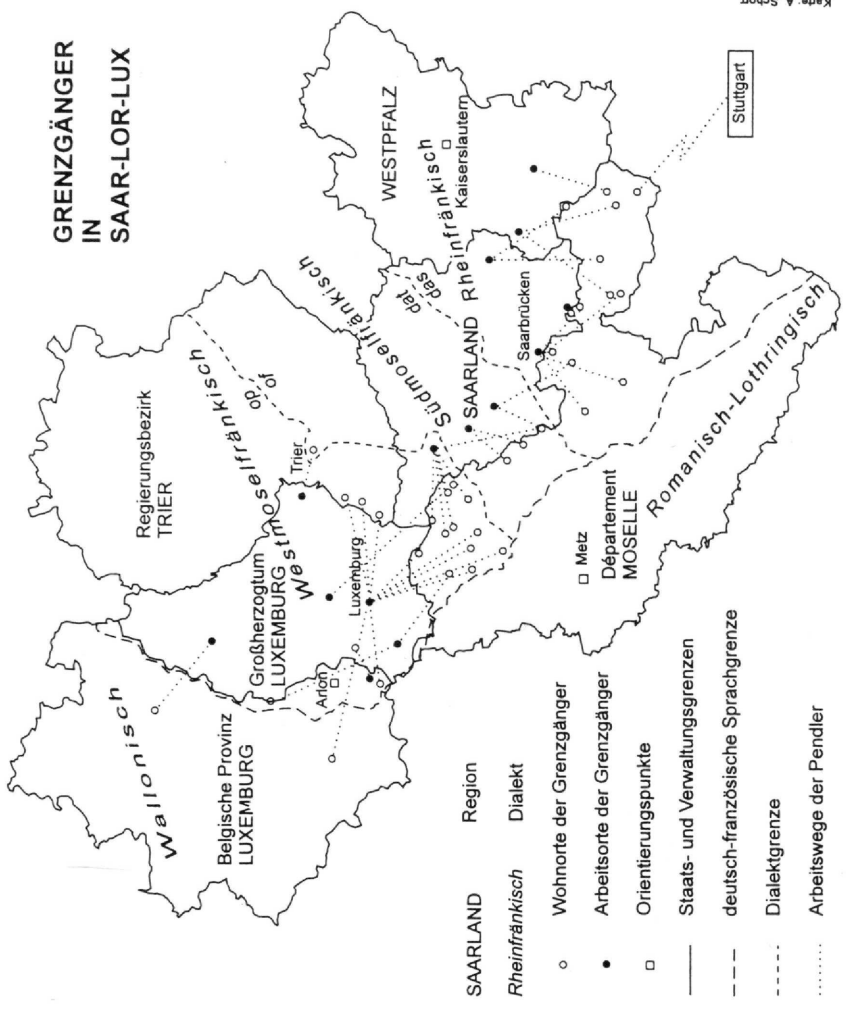 GRENZGÄNGER
IN
SAAR-LOR-LUX
Karte: A. Schorr
Wallonisch
Belgische Provinz
LUXEMBURG
Arlon
Großherzogtum
LUXEMBURG
Luxemburg
Westmoselfränkisch
Regierungsbezirk
TRIER
Trier
op
of
Südmoselfränkisch
dat
das
SAARLAND
Rheinfränkisch
Saarbrücken
WESTPFALZ
Kaiserslautern
Stuttgart
Metz
Département
MOSELLE
Romanisch-Lothringisch
SAARLAND Region
Rheinfränkisch Dialekt
Wohnorte der Grenzgänger
Arbeitsorte der Grenzgänger
Orientierungspunkte
Staats- und Verwaltungsgrenzen
deutsch-französische Sprachgrenze
Dialektgrenze
Arbeitswege der Pendler